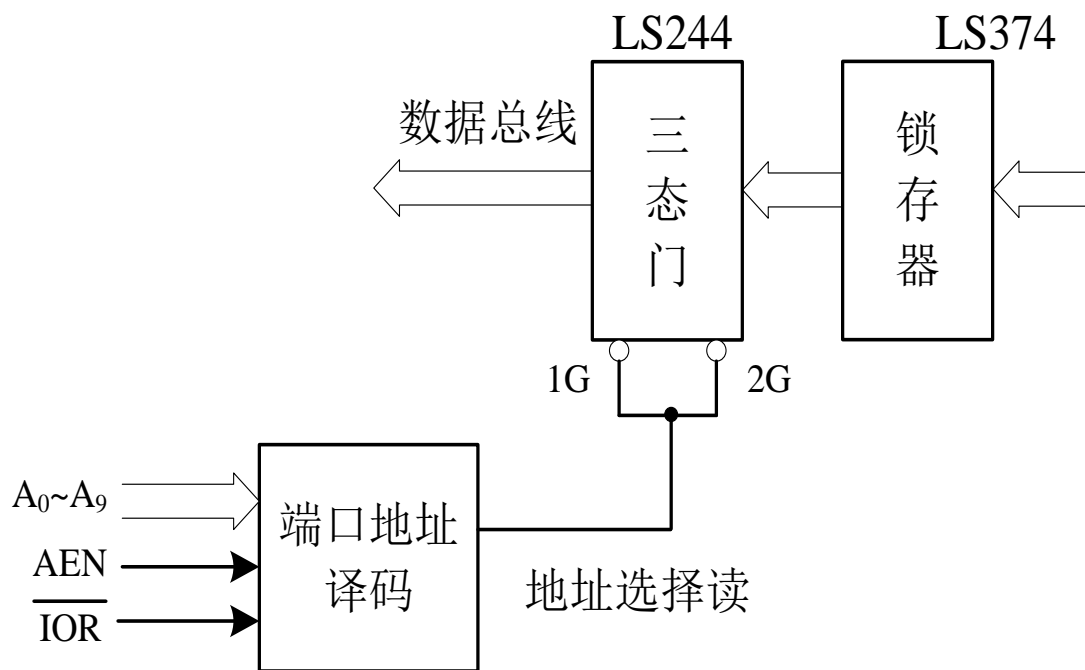 LS244
LS374
数据总线
三态门
锁存器
1G
2G
A₀~A₉
AEN
I̅O̅R̅
端口地址
译码
地址选择读